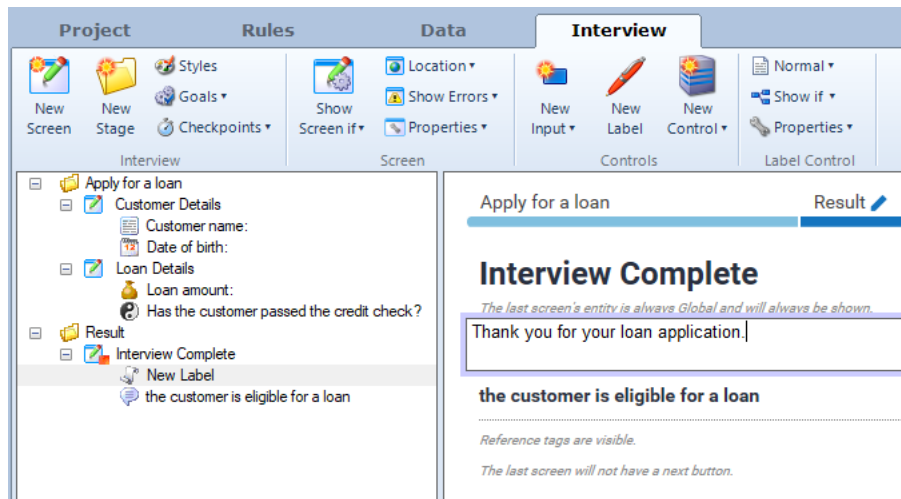 Project Rules Data Interview
New Screen
New Stage
Styles
Goals
Checkpoints
Interview
Show Screen if
Location
Show Errors
Properties
Screen
New Input
New Label
New Control
Controls
Normal
Show if
Properties
Label Control
Apply for a loan
Customer Details
Customer name:
12
Date of birth:
Loan Details
Loan amount:
Has the customer passed the credit check?
Result
Interview Complete
New Label
the customer is eligible for a loan
Apply for a loan Result
Interview Complete
The last screen's entity is always Global and will always be shown.
Thank you for your loan application.
the customer is eligible for a loan
Reference tags are visible.
The last screen will not have a next button.